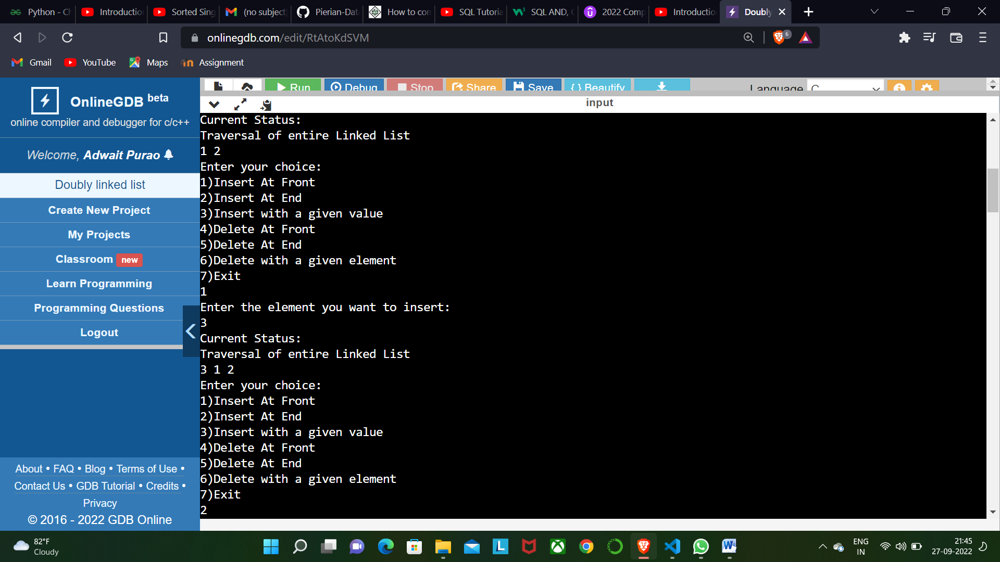 Python - Ch
Introduction
Sorted Sing
(no subject)
Pierian-Data
How to con
SQL Tutoria
SQL AND, O
2022 Comp
Introductio
Doubly
onlinegdb.com/edit/RtAtoKdSVM
6
Gmail
YouTube
Maps
Assignment
OnlineGDB beta
online compiler and debugger for c/c++
Welcome, Adwait Purao
Doubly linked list
Create New Project
My Projects
Classroom new
Learn Programming
Programming Questions
Logout
About • FAQ • Blog • Terms of Use •
Contact Us • GDB Tutorial • Credits •
Privacy
© 2016 - 2022 GDB Online
Run
Debug
Stop
Share
Save
{ } Beautify
Language C
input
Current Status:
Traversal of entire Linked List
1 2
Enter your choice:
1)Insert At Front
2)Insert At End
3)Insert with a given value
4)Delete At Front
5)Delete At End
6)Delete with a given element
7)Exit
1
Enter the element you want to insert:
3
Current Status:
Traversal of entire Linked List
3 1 2
Enter your choice:
1)Insert At Front
2)Insert At End
3)Insert with a given value
4)Delete At Front
5)Delete At End
6)Delete with a given element
7)Exit
2
82°F
Cloudy
ENG
IN
21:45
27-09-2022